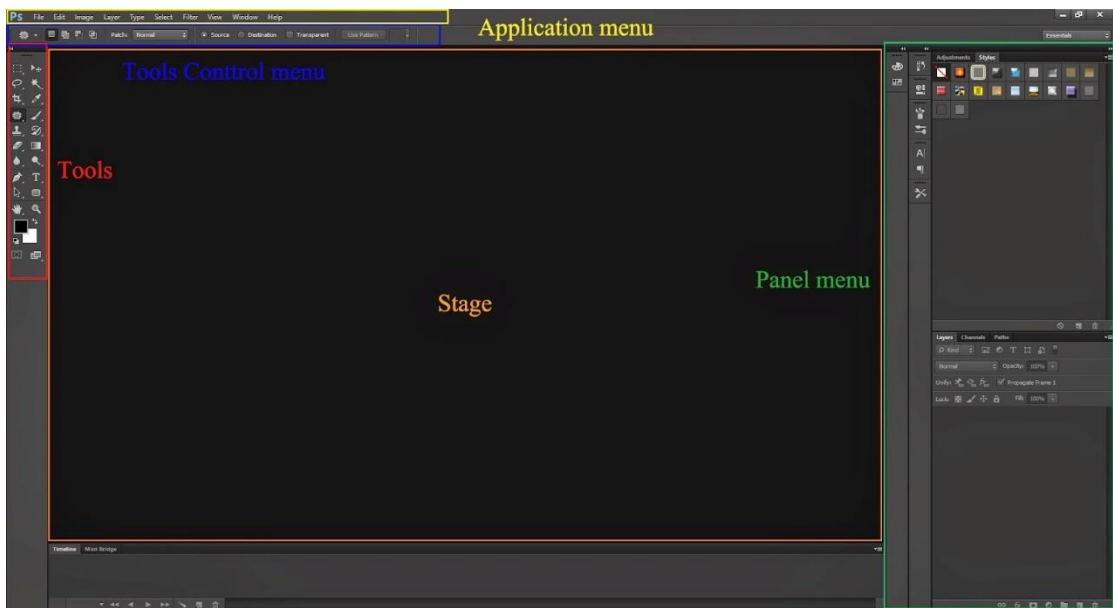 Ps File Edit Image Layer Type Select Filter View Window Help
Application menu
Patch: Normal Source Destination Transparent Use Pattern
Essentials
Tools Conttrol menu
Adjustments Styles
Tools
Panel menu
Stage
Layers Channels Paths
Kind
Normal Opacity: 100%
Unify: Propagate Frame 1
Lock: Fill: 100%
Timeline Mini Bridge